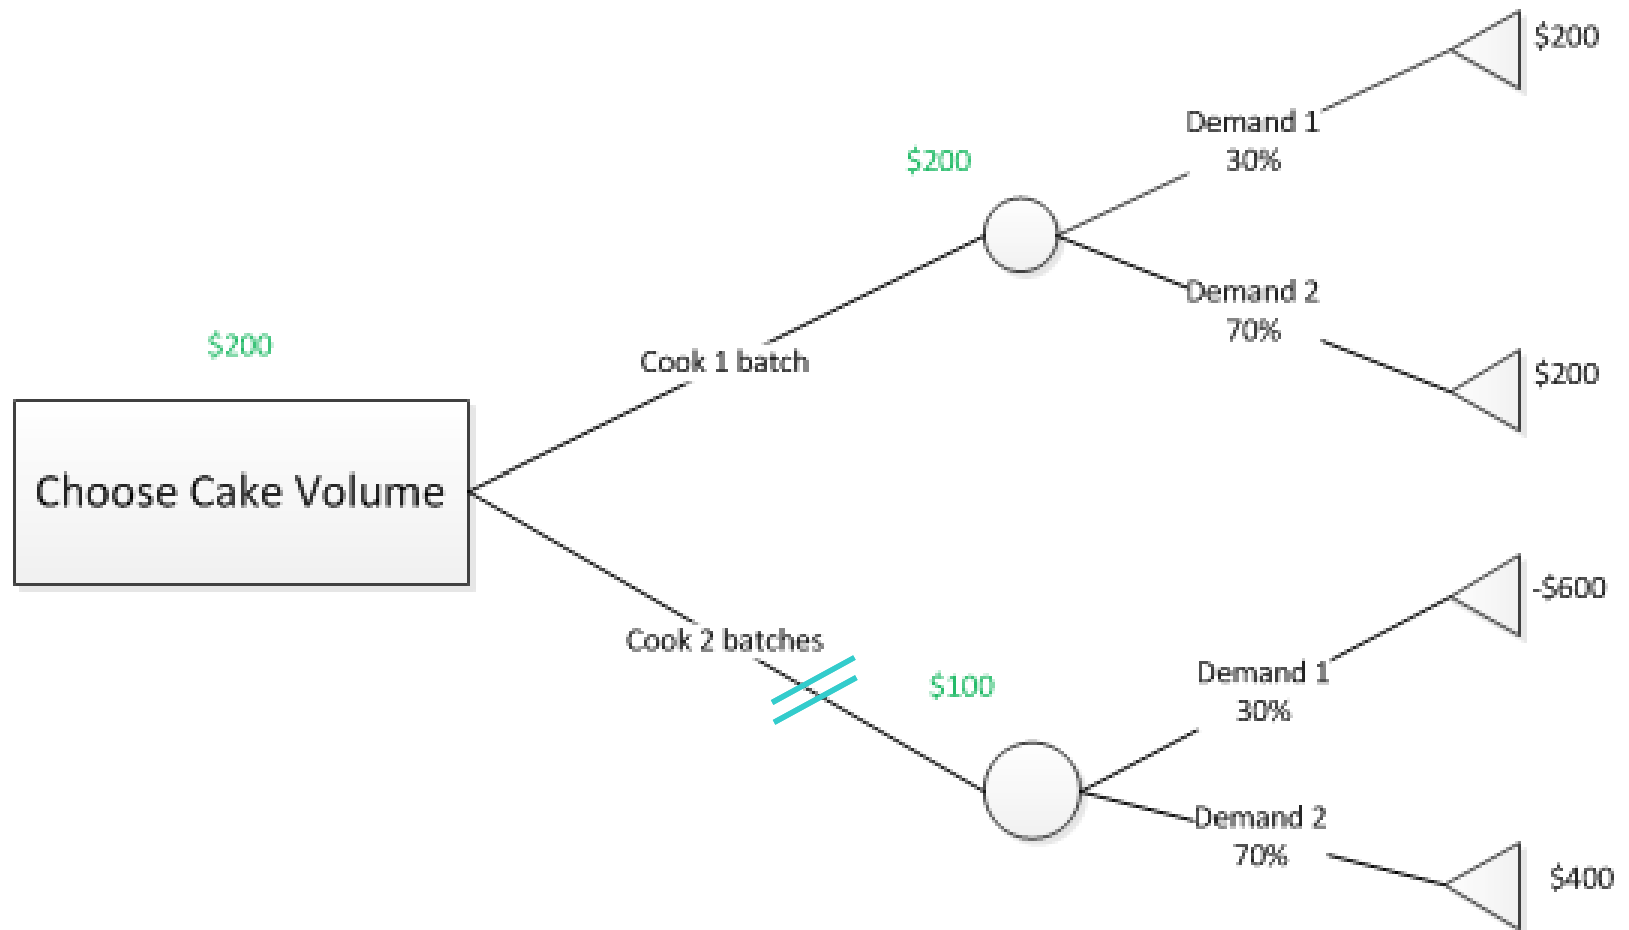 $200
Demand 1
30%
$200
Demand 2
70%
$200
$200
Cook 1 batch
Choose Cake Volume
Cook 2 batches
$100
-$600
Demand 1
30%
Demand 2
70%
$400